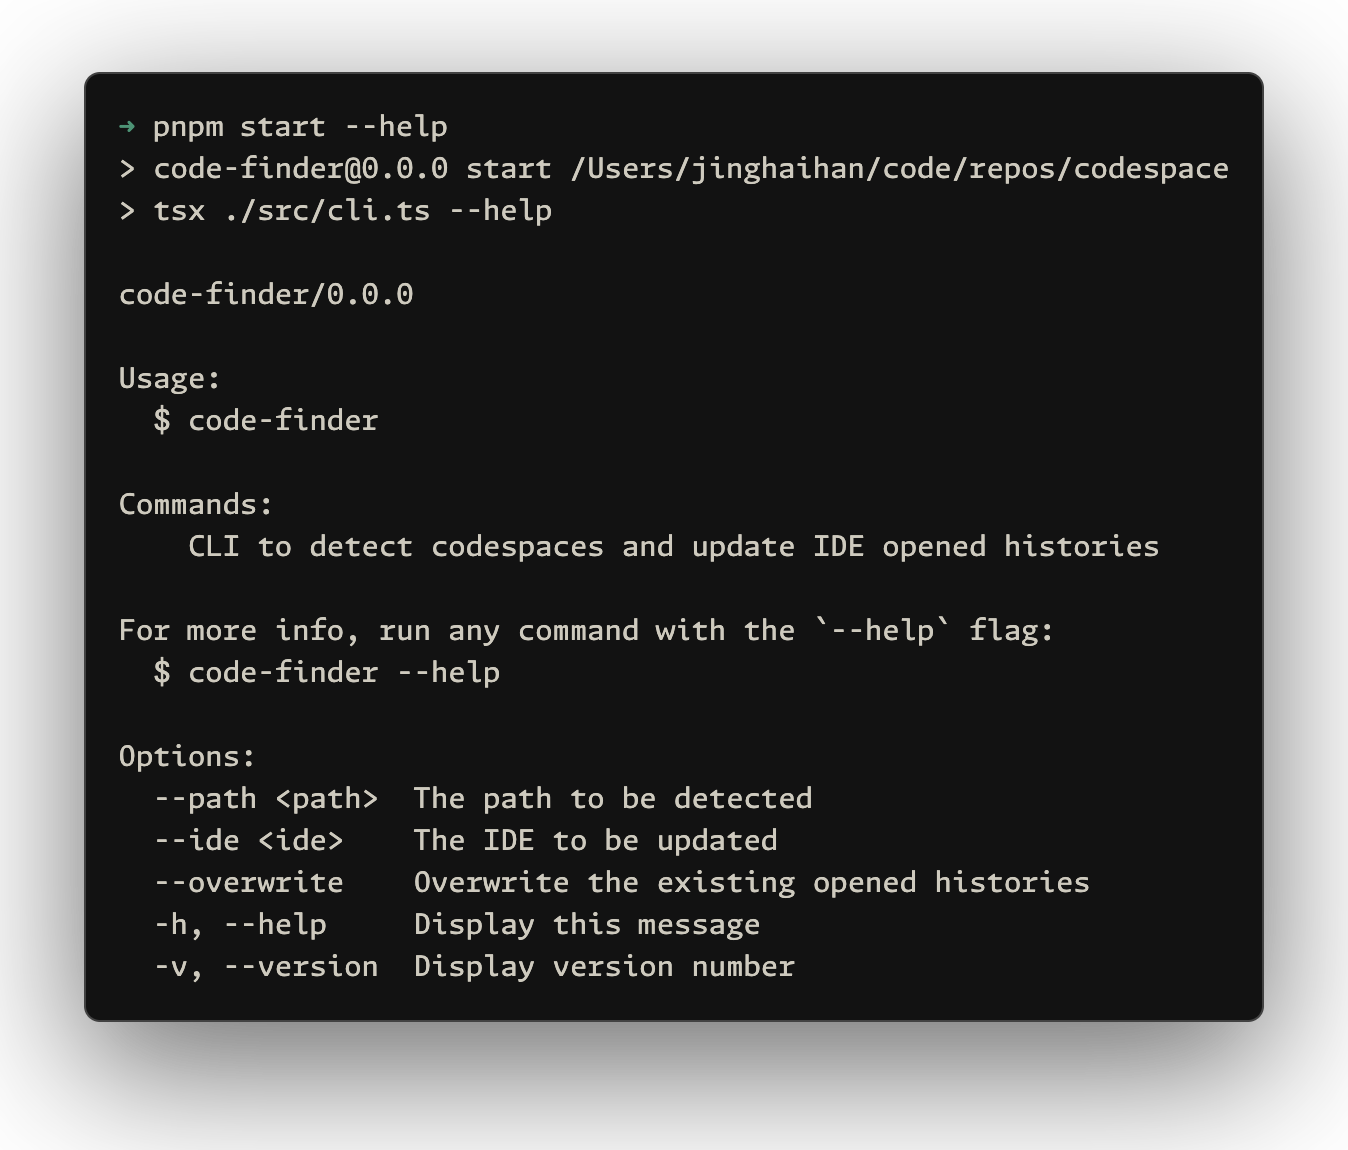 ➜ pnpm start --help
> code-finder@0.0.0 start /Users/jinghaihan/code/repos/codespace
> tsx ./src/cli.ts --help

code-finder/0.0.0

Usage:
  $ code-finder

Commands:
    CLI to detect codespaces and update IDE opened histories

For more info, run any command with the `--help` flag:
  $ code-finder --help

Options:
  --path <path>  The path to be detected
  --ide <ide>    The IDE to be updated
  --overwrite    Overwrite the existing opened histories
  -h, --help     Display this message
  -v, --version  Display version number